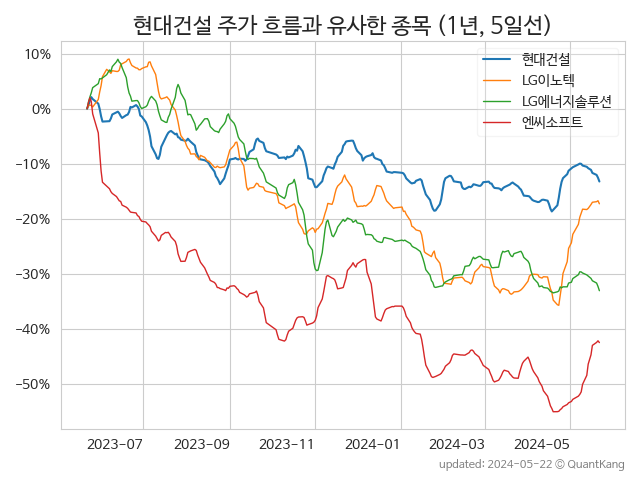 현대건설 주가 흐름과 유사한 종목 (1년, 5일선)
현대건설
LG이노텍
LG에너지솔루션
엔씨소프트
10%
0%
−10%
−20%
−30%
−40%
−50%
2023-07
2023-09
2023-11
2024-01
2024-03
2024-05
updated: 2024-05-22 © QuantKang